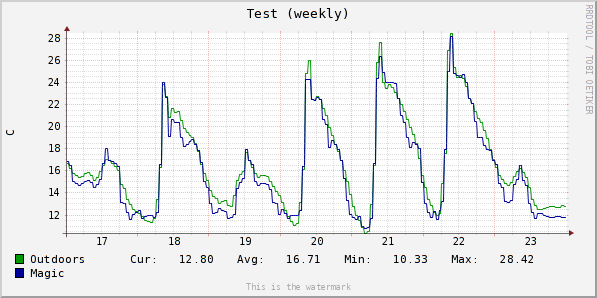 Test (weekly)
RRDTOOL / TOBI OETIKER
C
28
26
24
22
20
18
16
14
12
17 18 19 20 21 22 23
Outdoors Cur: 12.80 Avg: 16.71 Min: 10.33 Max: 28.42
Magic
This is the watermark